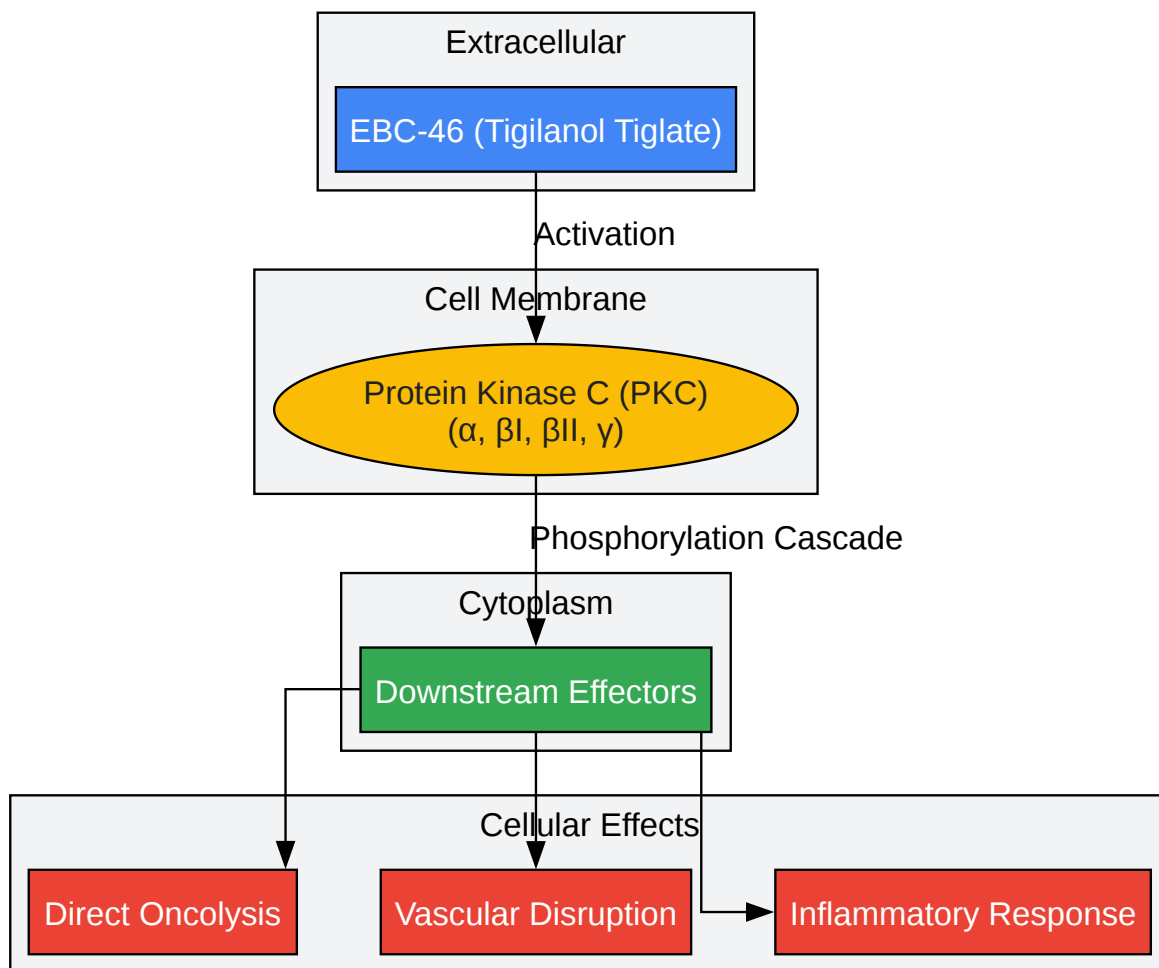 Extracellular
EBC-46 (Tigilanol Tiglate)
Activation
Cell Membrane
Protein Kinase C (PKC)
(α, βI, βII, γ)
Phosphorylation Cascade
Cytoplasm
Downstream Effectors
Cellular Effects
Direct Oncolysis
Vascular Disruption
Inflammatory Response